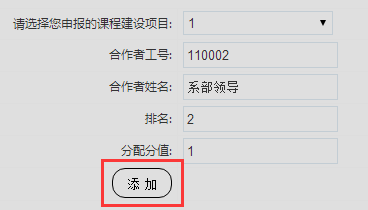 请选择您申报的课程建设项目: 1
合作者工号: 110002
合作者姓名: 系部领导
排名: 2
分配分值: 1
添 加